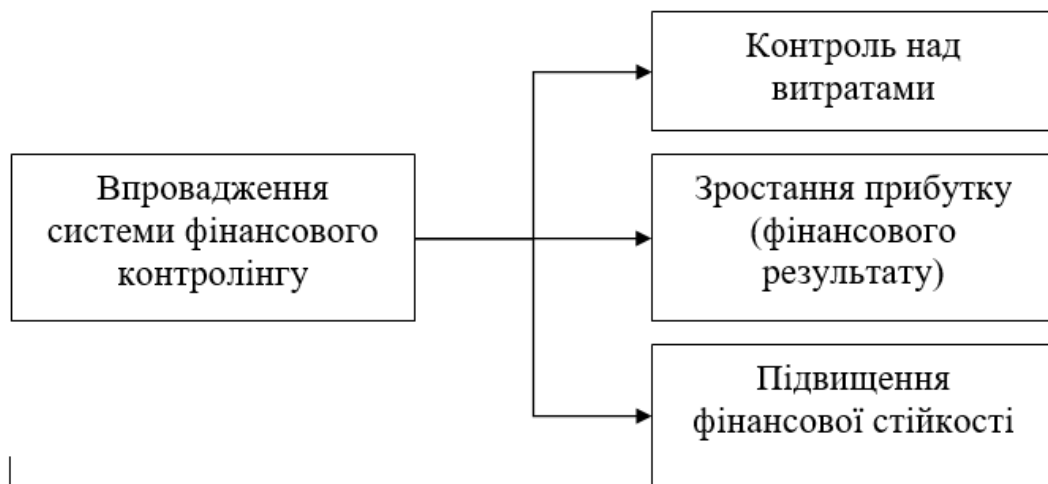 Контроль над
витратами
Впровадження
системи фінансового
контролінгу
Зростання прибутку
(фінансового
результату)
Підвищення
фінансової стійкості